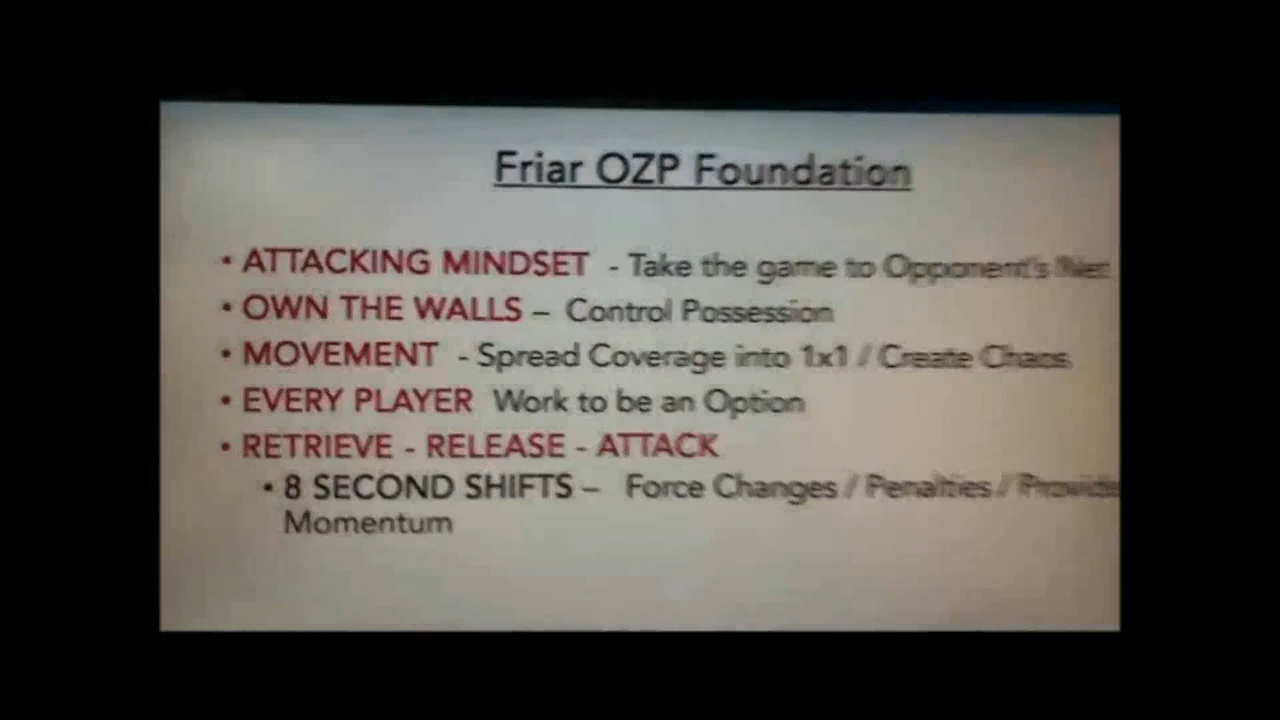 Friar OZP Foundation
• ATTACKING MINDSET - Take the game to Opponent's Net
• OWN THE WALLS – Control Possession
• MOVEMENT - Spread Coverage into 1x1 / Create Chaos
• EVERY PLAYER Work to be an Option
• RETRIEVE - RELEASE - ATTACK
• 8 SECOND SHIFTS – Force Changes / Penalties / Provide
Momentum